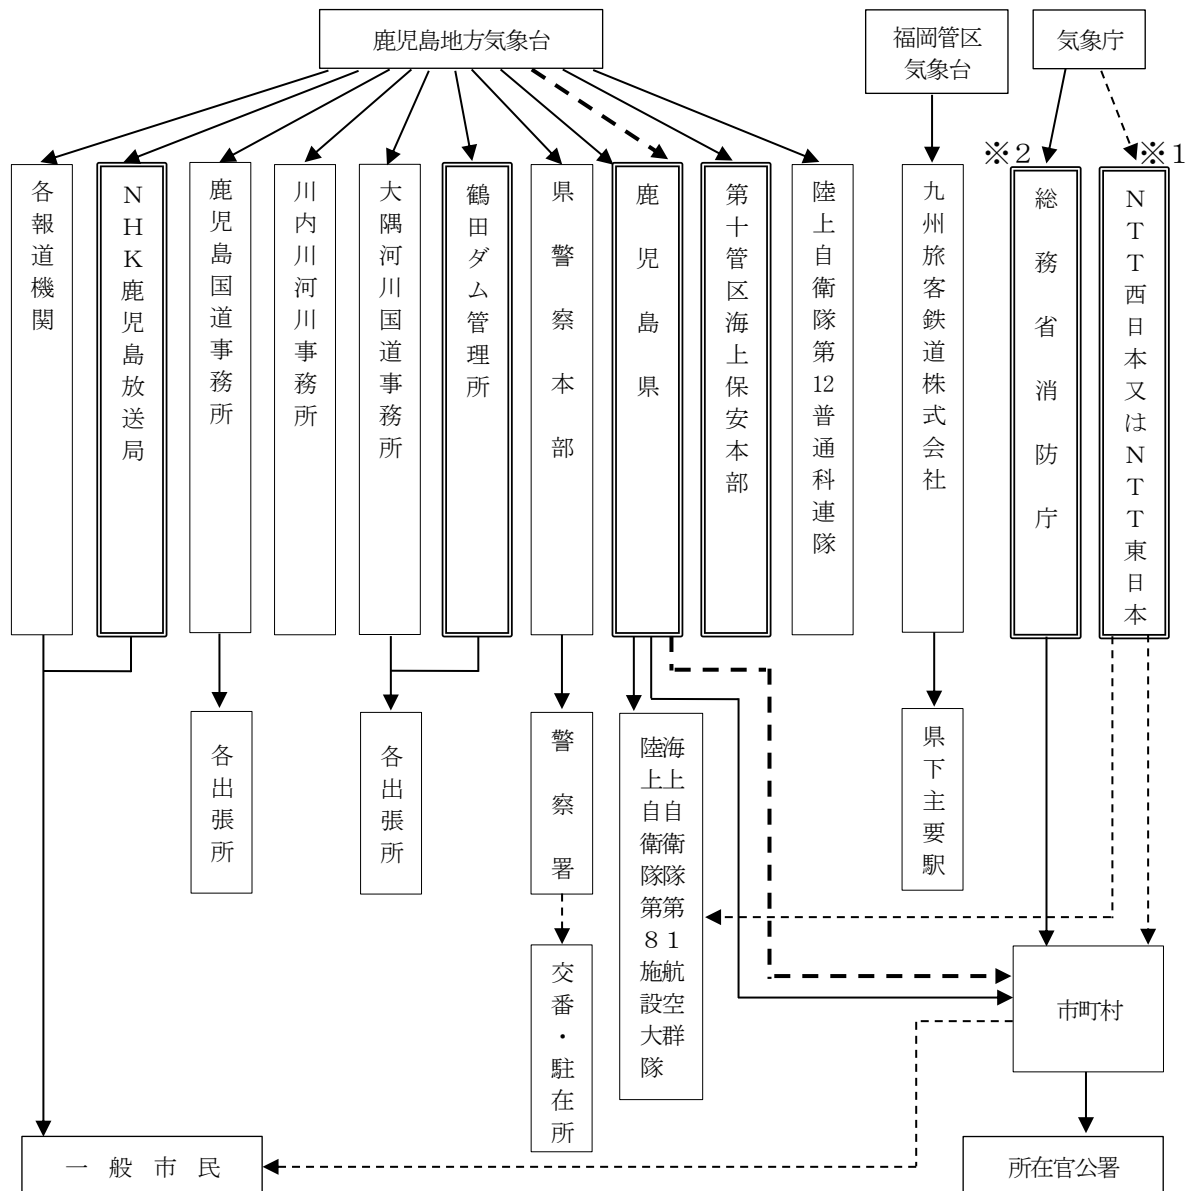 鹿児島地方気象台
福岡管区
気象台
気象庁
※2
※1
各報道機関
NHK鹿児島放送局
鹿児島国道事務所
川内川河川事務所
大隅河川国道事務所
鶴田ダム管理所
県警察本部
鹿児島県
第十管区海上保安本部
陸上自衛隊第12普通科連隊
九州旅客鉄道株式会社
総務省消防庁
NTT西日本又はNTT東日本
各出張所
各出張所
警察署
海上自衛隊第1航空群
陸上自衛隊第8施設大隊
県下主要駅
交番・駐在所
市町村
一般市民
所在官公署